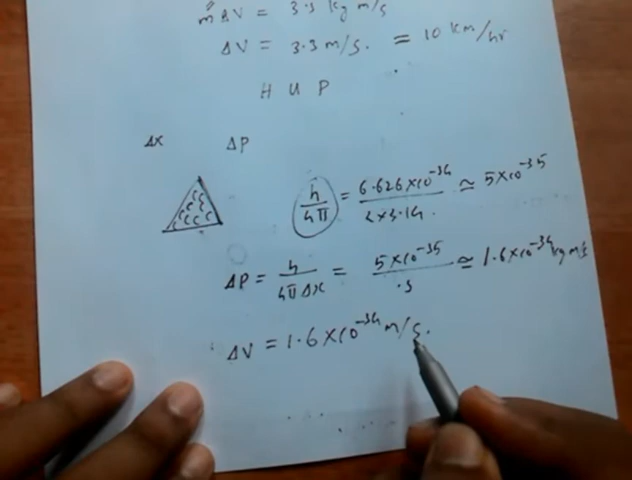 m ΔV = 3.3 kg m/s
ΔV = 3.3 m/s. = 10 km/hr
H U P
Δx ΔP
h/4π = 6.626×10⁻³⁴/4×3.14. ≃ 5×10⁻³⁵
ΔP = h/4πΔx = 5×10⁻³⁵/.3 ≃ 1.6×10⁻³⁴ kg m/s
ΔV = 1.6×10⁻³⁴ m/s.